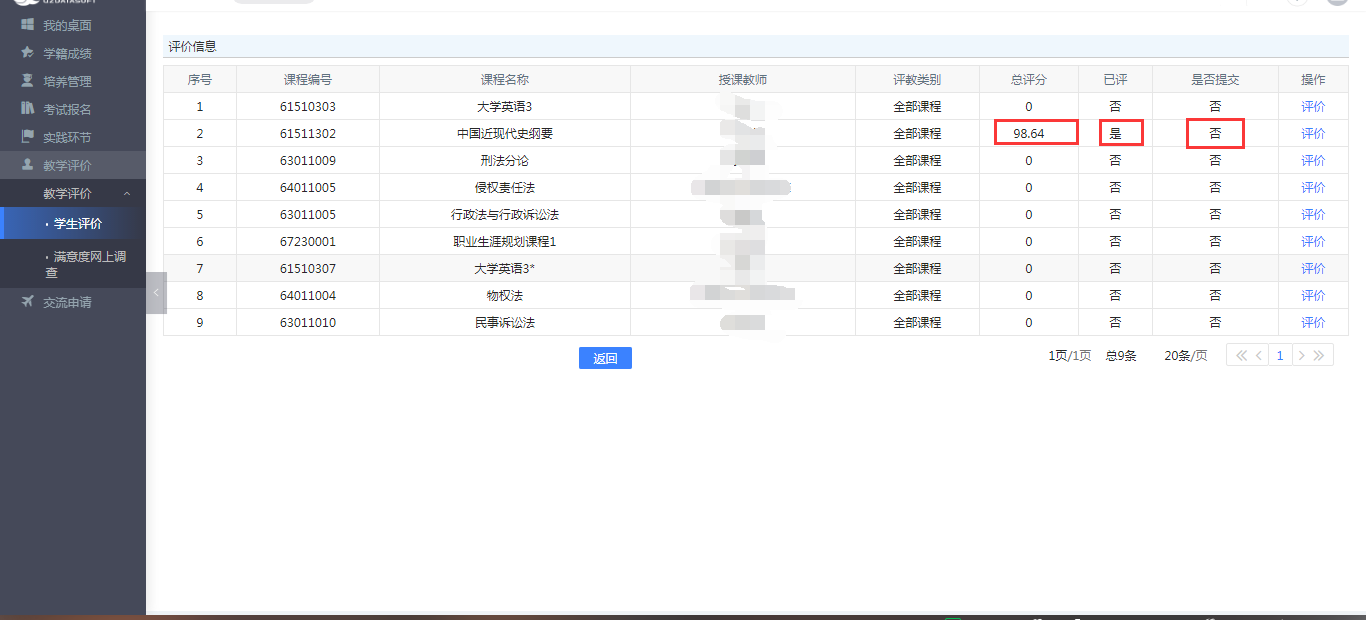 我的桌面
学籍成绩
培养管理
考试报名
实践环节
教学评价
教学评价
· 学生评价
· 满意度网上调
查
交流申请
评价信息
序号 课程编号 课程名称 授课教师 评教类别 总评分 已评 是否提交 操作
1 61510303 大学英语3 全部课程 0 否 否 评价
2 61511302 中国近现代史纲要 全部课程 98.64 是 否 评价
3 63011009 刑法分论 全部课程 0 否 否 评价
4 64011005 侵权责任法 全部课程 0 否 否 评价
5 63011005 行政法与行政诉讼法 全部课程 0 否 否 评价
6 67230001 职业生涯规划课程1 全部课程 0 否 否 评价
7 61510307 大学英语3* 全部课程 0 否 否 评价
8 64011004 物权法 全部课程 0 否 否 评价
9 63011010 民事诉讼法 全部课程 0 否 否 评价
返回 1页/1页 总9条 20条/页 1